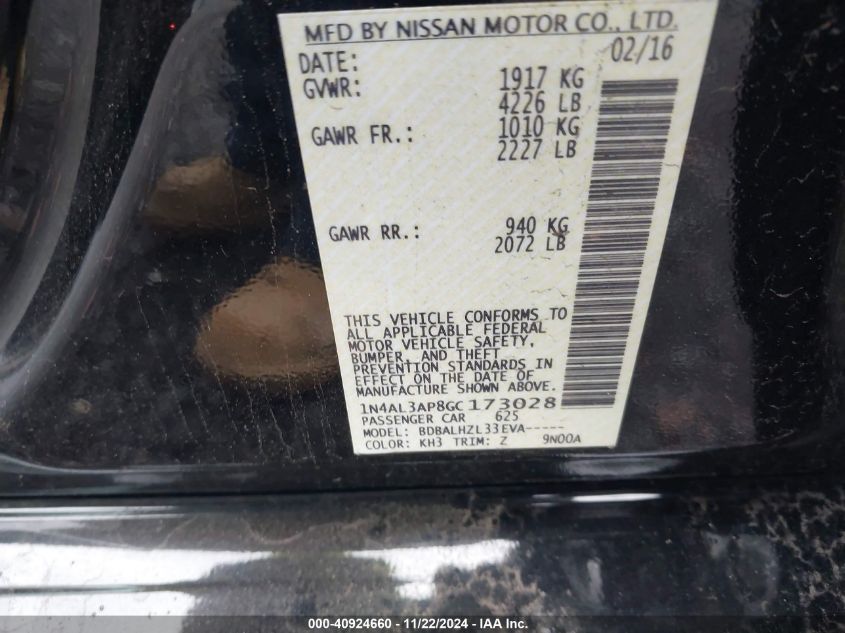 MFD BY NISSAN MOTOR CO., LTD.
DATE: 02/16
GVWR: 1917 KG
4226 LB
GAWR FR.: 1010 KG
2227 LB
GAWR RR.: 940 KG
2072 LB
THIS VEHICLE CONFORMS TO
ALL APPLICABLE FEDERAL
MOTOR VEHICLE SAFETY,
BUMPER, AND THEFT
PREVENTION STANDARDS IN
EFFECT ON THE DATE OF
MANUFACTURE SHOWN ABOVE.
1N4AL3AP8GC173028
PASSENGER CAR 625
MODEL: BDBALHZL33EVA-----
COLOR: KH3 TRIM: Z 9N00A
000-40924660 - 11/22/2024 - IAA Inc.